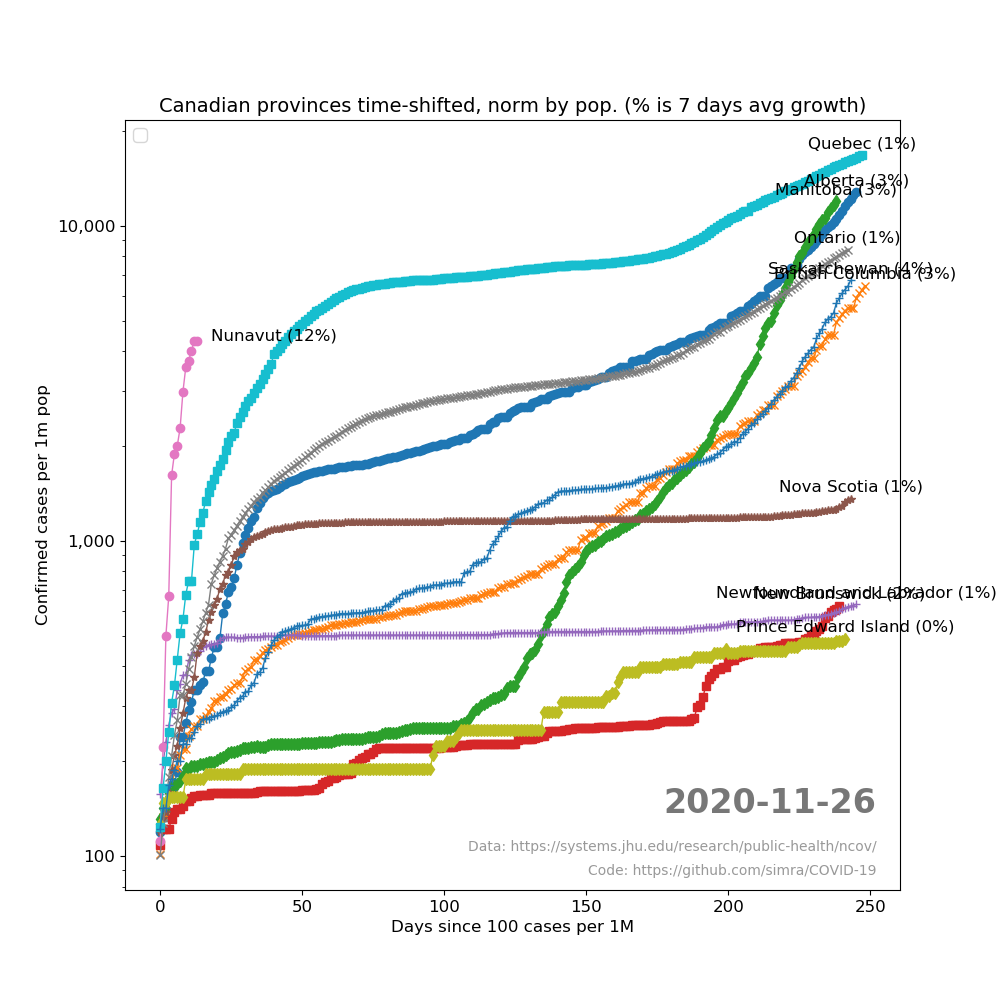 Canadian provinces time-shifted, norm by pop. (% is 7 days avg growth)
Quebec (1%)
Alberta (3%)
Manitoba (3%)
Ontario (1%)
Saskatchewan (4%)
British Columbia (3%)
Nunavut (12%)
Nova Scotia (1%)
Newfoundland and Labrador (1%)
New Brunswick (2%)
Prince Edward Island (0%)
10,000
1,000
100
Confirmed cases per 1m pop
2020-11-26
Data: https://systems.jhu.edu/research/public-health/ncov/
Code: https://github.com/simra/COVID-19
0 50 100 150 200 250
Days since 100 cases per 1M